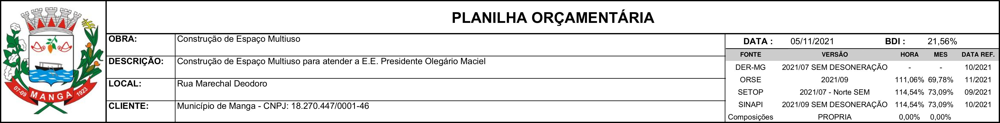 PLANILHA ORÇAMENTÁRIA
OBRA: Construção de Espaço Multiuso
DESCRIÇÃO: Construção de Espaço Multiuso para atender a E.E. Presidente Olegário Maciel
LOCAL: Rua Marechal Deodoro
CLIENTE: Município de Manga - CNPJ: 18.270.447/0001-46
DATA : 05/11/2021 BDI : 21,56%
FONTE VERSÃO HORA MES DATA REF.
DER-MG 2021/07 SEM DESONERAÇÃO - - 10/2021
ORSE 2021/09 111,06% 69,78% 11/2021
SETOP 2021/07 - Norte SEM 114,54% 73,09% 09/2021
SINAPI 2021/09 SEM DESONERAÇÃO 114,54% 73,09% 10/2021
Composições PROPRIA 0,00% 0,00%
07-09 MANGA 1923